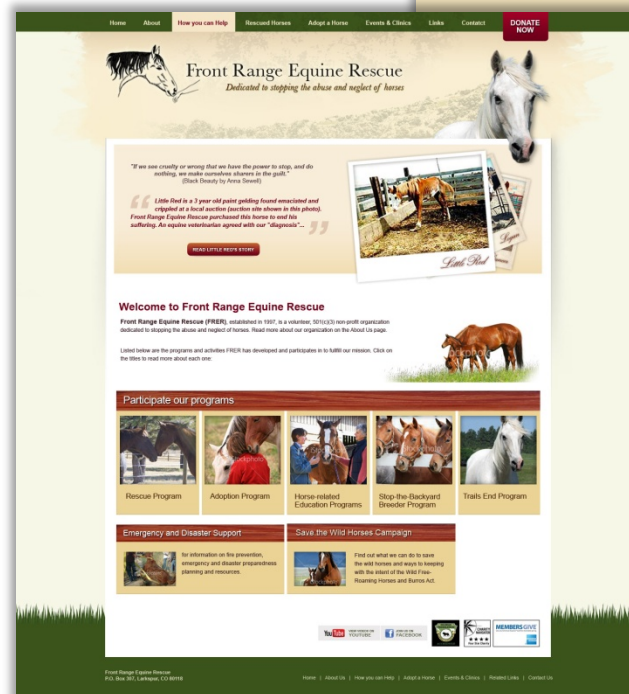 Home About How you can Help Rescued Horses Adopt a Horse Events & Clinics Links Contatct DONATE
NOW
Front Range Equine Rescue
Dedicated to stopping the abuse and neglect of horses
"If we see cruelty or wrong that we have the power to stop, and do
nothing, we make ourselves sharers in the guilt."
(Black Beauty by Anna Sewell)
Little Red is a 3 year old paint gelding found emaciated and
crippled at a local auction (auction site shown in this photo).
Front Range Equine Rescue purchased this horse to end his
suffering. An equine veterinarian agreed with our "diagnosis"...
READ LITTLE RED'S STORY
Little Red
Welcome to Front Range Equine Rescue
Front Range Equine Rescue (FRER), established in 1997, is a volunteer, 501(c)(3) non-profit organization
dedicated to stopping the abuse and neglect of horses. Read more about our organization on the About Us page.
Listed below are the programs and activities FRER has developed and participates in to fullfill our mission. Click on
the titles to read more about each one:
Participate our programs
Rescue Program
Adoption Program
Horse-related
Education Programs
Stop-the-Backyard
Breeder Program
Trails End Program
Emergency and Disaster Support
for information on fire prevention,
emergency and disaster preparedness
planning and resources.
Save the Wild Horses Campaign
Find out what we can do to save
the wild horses and ways to keeping
with the intent of the Wild Free-
Roaming Horses and Burros Act.
YouTube
YOUTUBE
FACEBOOK
MEMBERS GIVE
Front Range Equine Rescue
P.O. Box 307, Larkspur, CO 80118
Home | About Us | How you can Help | Adopt a Horse | Events & Clinics | Related Links | Contact Us